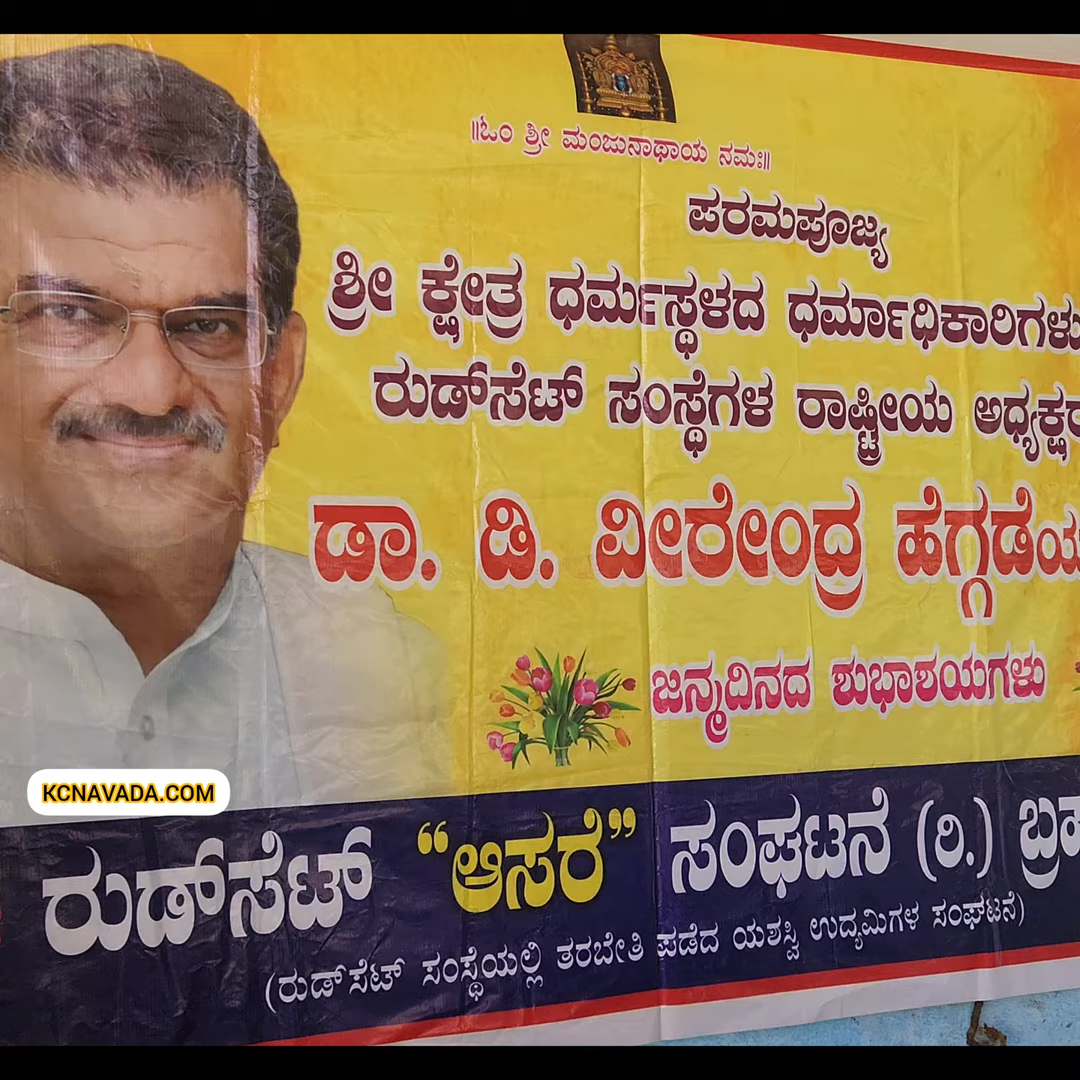 ॥ಓಂ ಶ್ರೀ ಮಂಜುನಾಥಾಯ ನಮಃ॥
ಪರಮಪೂಜ್ಯ
ಶ್ರೀ ಕ್ಷೇತ್ರ ಧರ್ಮಸ್ಥಳದ ಧರ್ಮಾಧಿಕಾರಿಗಳು
ರುಡ್‌ಸೆಟ್ ಸಂಸ್ಥೆಗಳ ರಾಷ್ಟ್ರೀಯ
ಡಾ. ಡಿ. ವೀರೇಂದ್ರ
ಜನ್ಮದಿನದ ಶುಭಾಶಯಗಳು
KCNAVADA.COM
ರುಡ್‌ಸೆಟ್ “ಆಸರೆ” ಸಂಘಟನೆ (ರಿ.)
(ರುಡ್‌ಸೆಟ್ ಸಂಸ್ಥೆಯಲ್ಲಿ ತರಬೇತಿ ಪಡೆದ ಯಶಸ್ವಿ ಉದ್ಯಮಿಗಳ ಸಂಘಟನೆ)